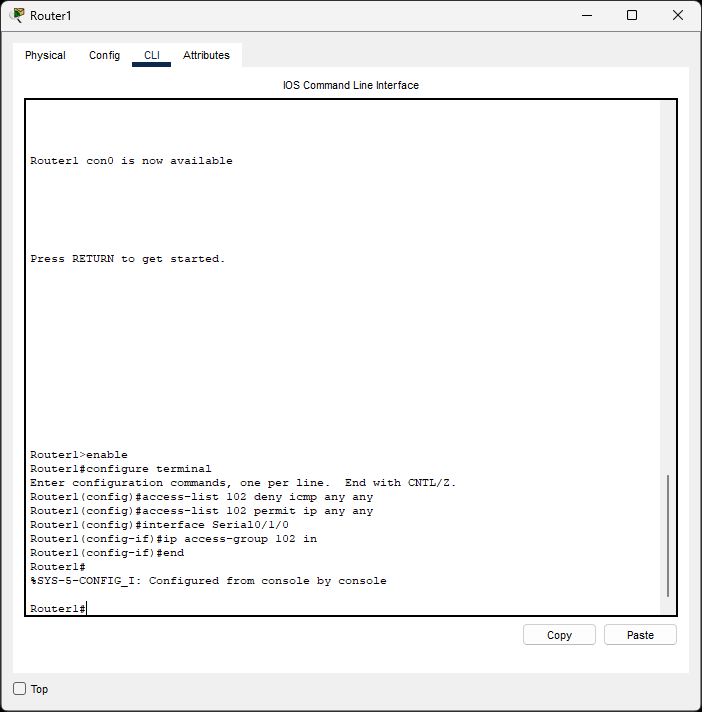 Router1
Physical Config CLI Attributes
IOS Command Line Interface
Router1 con0 is now available
Press RETURN to get started.
Router1>enable
Router1#configure terminal
Enter configuration commands, one per line.  End with CNTL/Z.
Router1(config)#access-list 102 deny icmp any any
Router1(config)#access-list 102 permit ip any any
Router1(config)#interface Serial0/1/0
Router1(config-if)#ip access-group 102 in
Router1(config-if)#end
Router1#
%SYS-5-CONFIG_I: Configured from console by console
Router1#
Copy Paste
Top